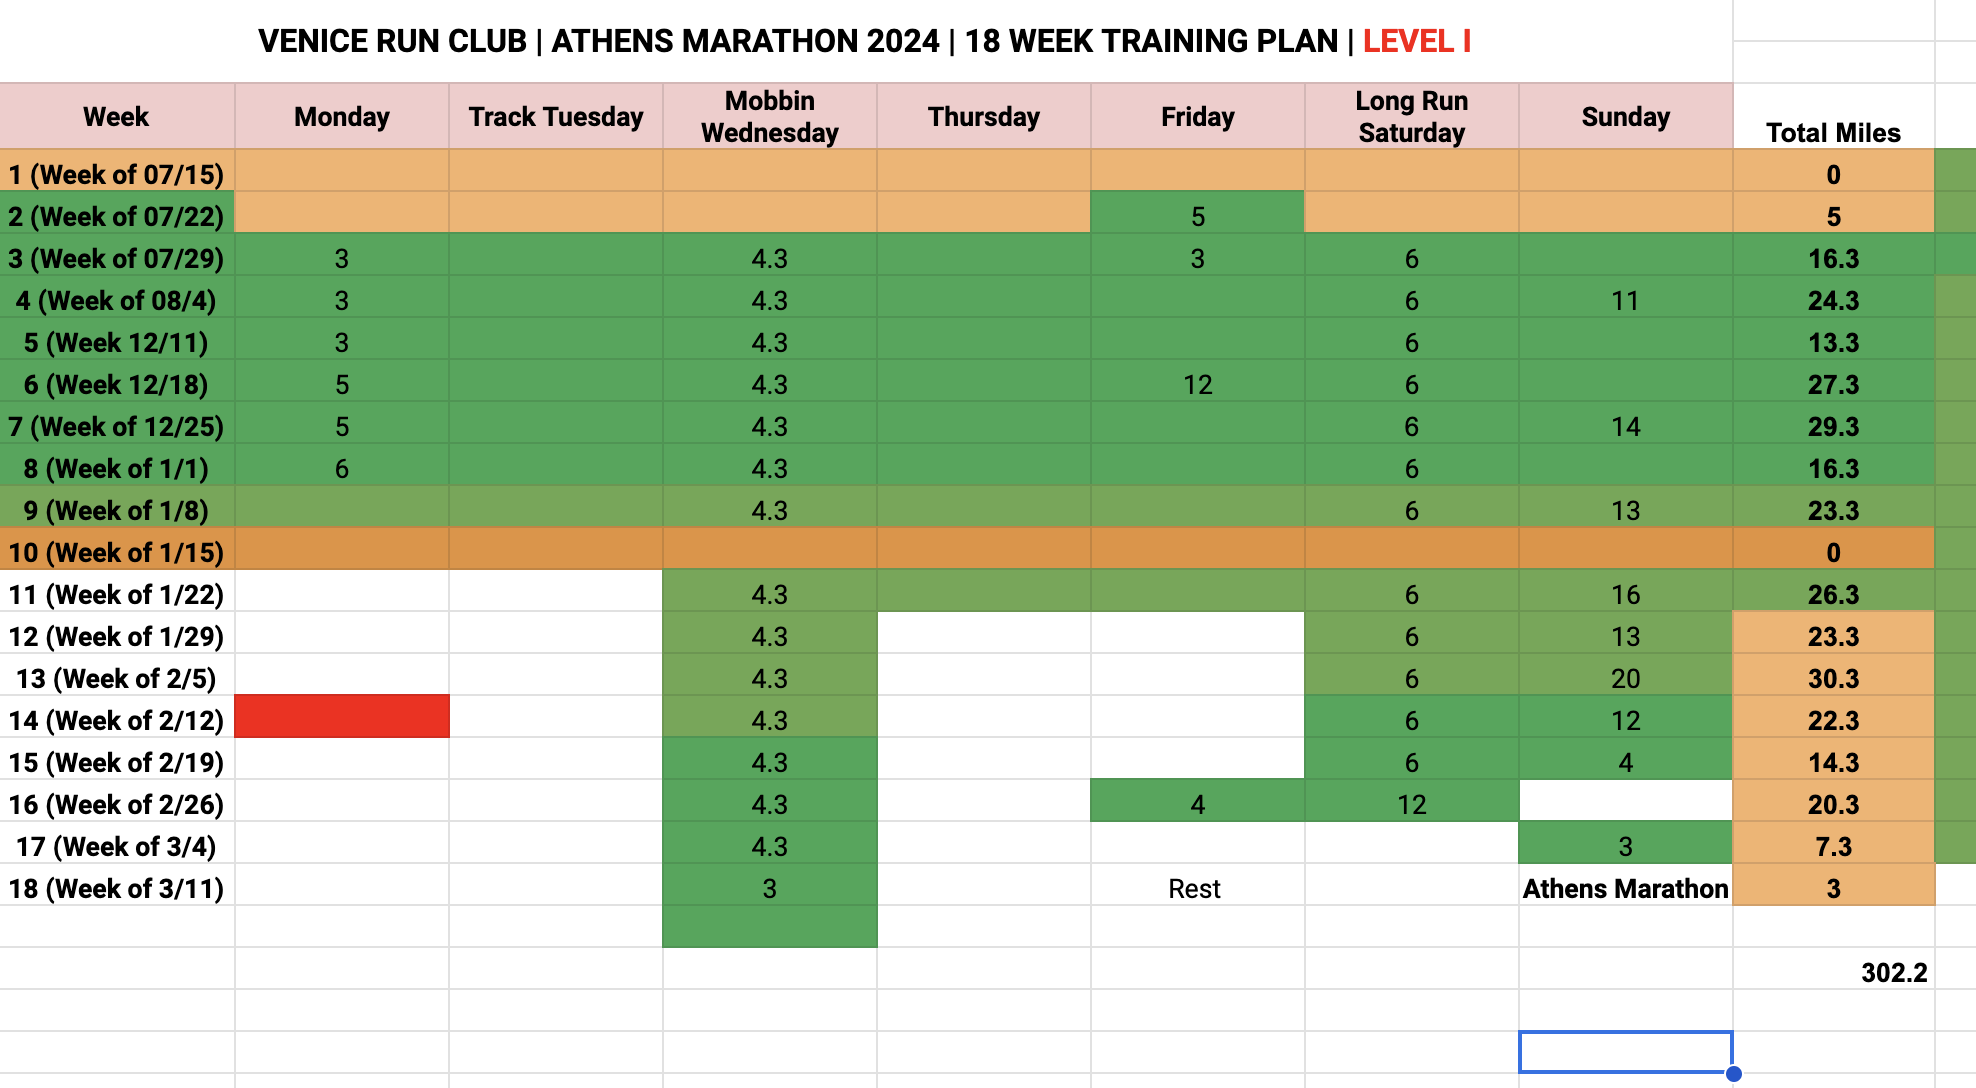 VENICE RUN CLUB | ATHENS MARATHON 2024 | 18 WEEK TRAINING PLAN | LEVEL I
Week Monday Track Tuesday Mobbin Wednesday Thursday Friday Long Run Saturday Sunday Total Miles
1 (Week of 07/15) 0
2 (Week of 07/22) 5 5
3 (Week of 07/29) 3 4.3 3 6 16.3
4 (Week of 08/4) 3 4.3 6 11 24.3
5 (Week 12/11) 3 4.3 6 13.3
6 (Week 12/18) 5 4.3 12 6 27.3
7 (Week of 12/25) 5 4.3 6 14 29.3
8 (Week of 1/1) 6 4.3 6 16.3
9 (Week of 1/8) 4.3 6 13 23.3
10 (Week of 1/15) 0
11 (Week of 1/22) 4.3 6 16 26.3
12 (Week of 1/29) 4.3 6 13 23.3
13 (Week of 2/5) 4.3 6 20 30.3
14 (Week of 2/12) 4.3 6 12 22.3
15 (Week of 2/19) 4.3 6 4 14.3
16 (Week of 2/26) 4.3 4 12 20.3
17 (Week of 3/4) 4.3 3 7.3
18 (Week of 3/11) 3 Rest Athens Marathon 3
302.2